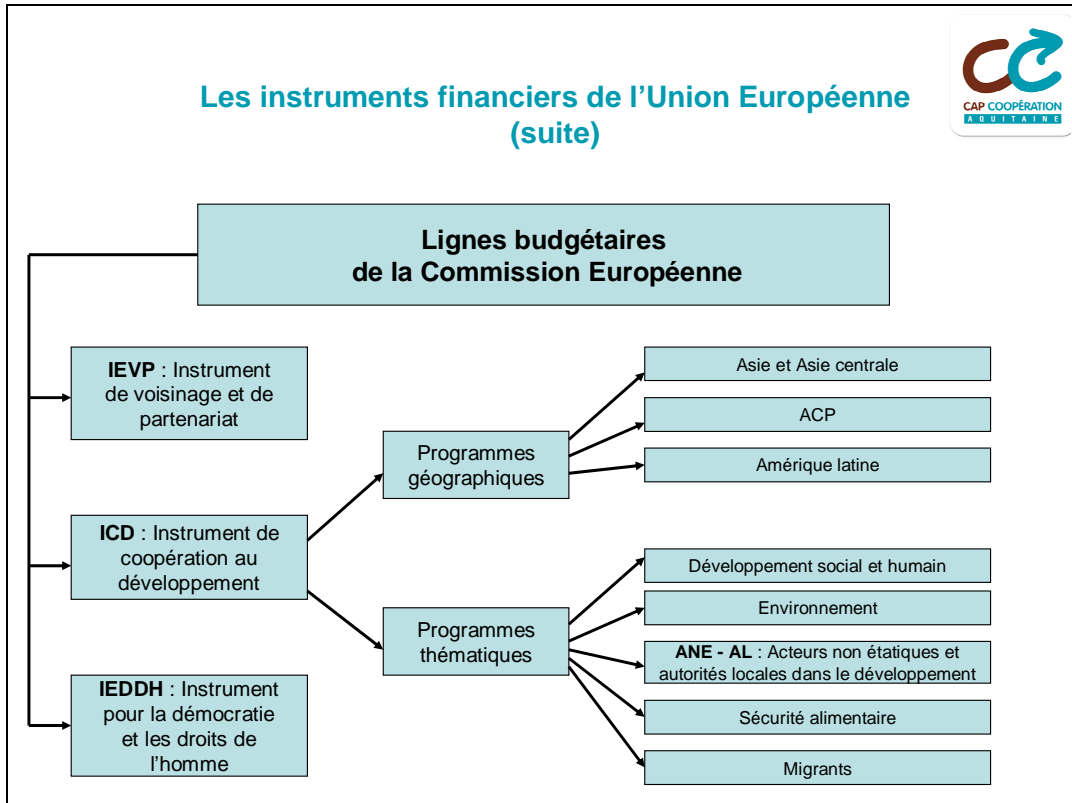 Les instruments financiers de l’Union Européenne
(suite)
CAP COOPÉRATION
AQUITAINE
Lignes budgétaires
de la Commission Européenne
IEVP : Instrument
de voisinage et de
partenariat
ICD : Instrument de
coopération au
développement
IEDDH : Instrument
pour la démocratie
et les droits de
l’homme
Programmes
géographiques
Programmes
thématiques
Asie et Asie centrale
ACP
Amérique latine
Développement social et humain
Environnement
ANE - AL : Acteurs non étatiques et
autorités locales dans le développement
Sécurité alimentaire
Migrants